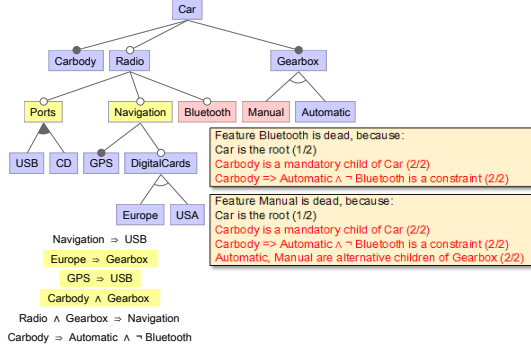 Car
Carbody Radio Gearbox
Ports Navigation Bluetooth Manual Automatic
USB CD GPS DigitalCards
Europe USA
Feature Bluetooth is dead, because:
Car is the root (1/2)
Carbody is a mandatory child of Car (2/2)
Carbody => Automatic ∧ ¬ Bluetooth is a constraint (2/2)
Feature Manual is dead, because:
Car is the root (1/2)
Carbody is a mandatory child of Car (2/2)
Carbody => Automatic ∧ ¬ Bluetooth is a constraint (2/2)
Automatic, Manual are alternative children of Gearbox (2/2)
Navigation ⇒ USB
Europe ⇒ Gearbox
GPS ⇒ USB
Carbody ∧ Gearbox
Radio ∧ Gearbox ⇒ Navigation
Carbody ⇒ Automatic ∧ ¬ Bluetooth